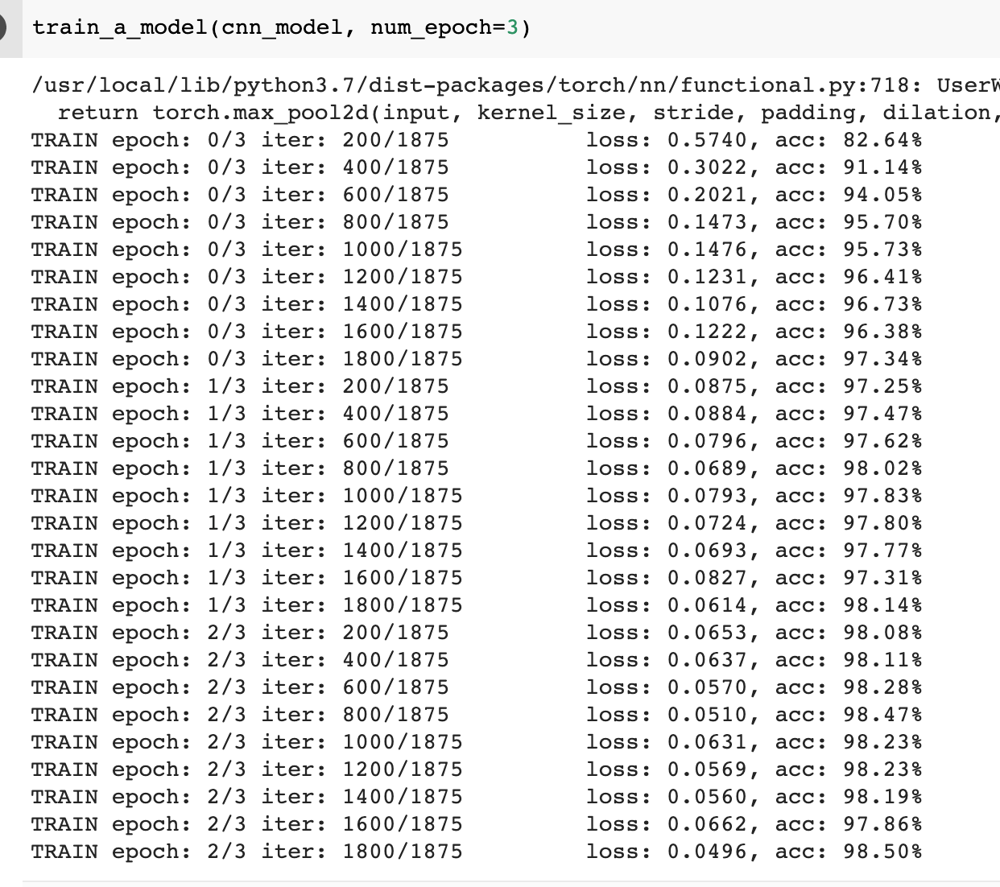 train_a_model(cnn_model, num_epoch=3)
/usr/local/lib/python3.7/dist-packages/torch/nn/functional.py:718:
return torch.max_pool2d(input, kernel_size, stride, padding, dilation,
TRAIN epoch: 0/3 iter: 200/1875 loss: 0.5740, acc: 82.64%
TRAIN epoch: 0/3 iter: 400/1875 loss: 0.3022, acc: 91.14%
TRAIN epoch: 0/3 iter: 600/1875 loss: 0.2021, acc: 94.05%
TRAIN epoch: 0/3 iter: 800/1875 loss: 0.1473, acc: 95.70%
TRAIN epoch: 0/3 iter: 1000/1875 loss: 0.1476, acc: 95.73%
TRAIN epoch: 0/3 iter: 1200/1875 loss: 0.1231, acc: 96.41%
TRAIN epoch: 0/3 iter: 1400/1875 loss: 0.1076, acc: 96.73%
TRAIN epoch: 0/3 iter: 1600/1875 loss: 0.1222, acc: 96.38%
TRAIN epoch: 0/3 iter: 1800/1875 loss: 0.0902, acc: 97.34%
TRAIN epoch: 1/3 iter: 200/1875 loss: 0.0875, acc: 97.25%
TRAIN epoch: 1/3 iter: 400/1875 loss: 0.0884, acc: 97.47%
TRAIN epoch: 1/3 iter: 600/1875 loss: 0.0796, acc: 97.62%
TRAIN epoch: 1/3 iter: 800/1875 loss: 0.0689, acc: 98.02%
TRAIN epoch: 1/3 iter: 1000/1875 loss: 0.0793, acc: 97.83%
TRAIN epoch: 1/3 iter: 1200/1875 loss: 0.0724, acc: 97.80%
TRAIN epoch: 1/3 iter: 1400/1875 loss: 0.0693, acc: 97.77%
TRAIN epoch: 1/3 iter: 1600/1875 loss: 0.0827, acc: 97.31%
TRAIN epoch: 1/3 iter: 1800/1875 loss: 0.0614, acc: 98.14%
TRAIN epoch: 2/3 iter: 200/1875 loss: 0.0653, acc: 98.08%
TRAIN epoch: 2/3 iter: 400/1875 loss: 0.0637, acc: 98.11%
TRAIN epoch: 2/3 iter: 600/1875 loss: 0.0570, acc: 98.28%
TRAIN epoch: 2/3 iter: 800/1875 loss: 0.0510, acc: 98.47%
TRAIN epoch: 2/3 iter: 1000/1875 loss: 0.0631, acc: 98.23%
TRAIN epoch: 2/3 iter: 1200/1875 loss: 0.0569, acc: 98.23%
TRAIN epoch: 2/3 iter: 1400/1875 loss: 0.0560, acc: 98.19%
TRAIN epoch: 2/3 iter: 1600/1875 loss: 0.0662, acc: 97.86%
TRAIN epoch: 2/3 iter: 1800/1875 loss: 0.0496, acc: 98.50%